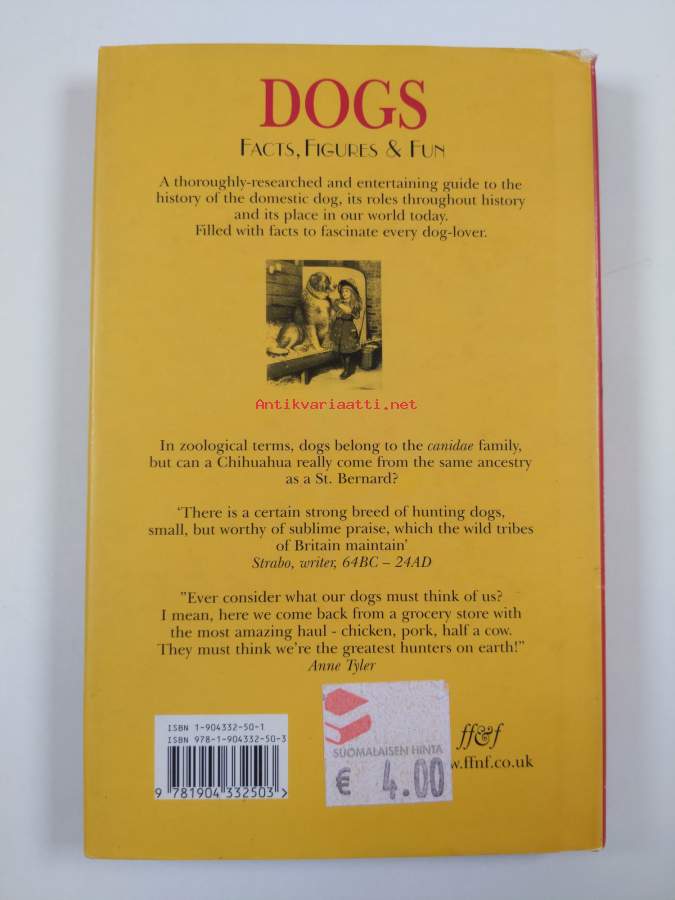 DOGS
FACTS, FIGURES & FUN
A thoroughly-researched and entertaining guide to the
history of the domestic dog, its roles throughout history
and its place in our world today.
Filled with facts to fascinate every dog-lover.
Antikvariaatti.net
In zoological terms, dogs belong to the canidae family,
but can a Chihuahua really come from the same ancestry
as a St. Bernard?
‘There is a certain strong breed of hunting dogs,
small, but worthy of sublime praise, which the wild tribes
of Britain maintain’
Strabo, writer, 64BC – 24AD
”Ever consider what our dogs must think of us?
I mean, here we come back from a grocery store with
the most amazing haul - chicken, pork, half a cow.
They must think we’re the greatest hunters on earth!”
Anne Tyler
ISBN 1-904332-50-1
ISBN 978-1-904332-50-3
9 781904 332503 >
SUOMALAISEN HINTA
€ 4.00
ff&f
w.ffnf.co.uk